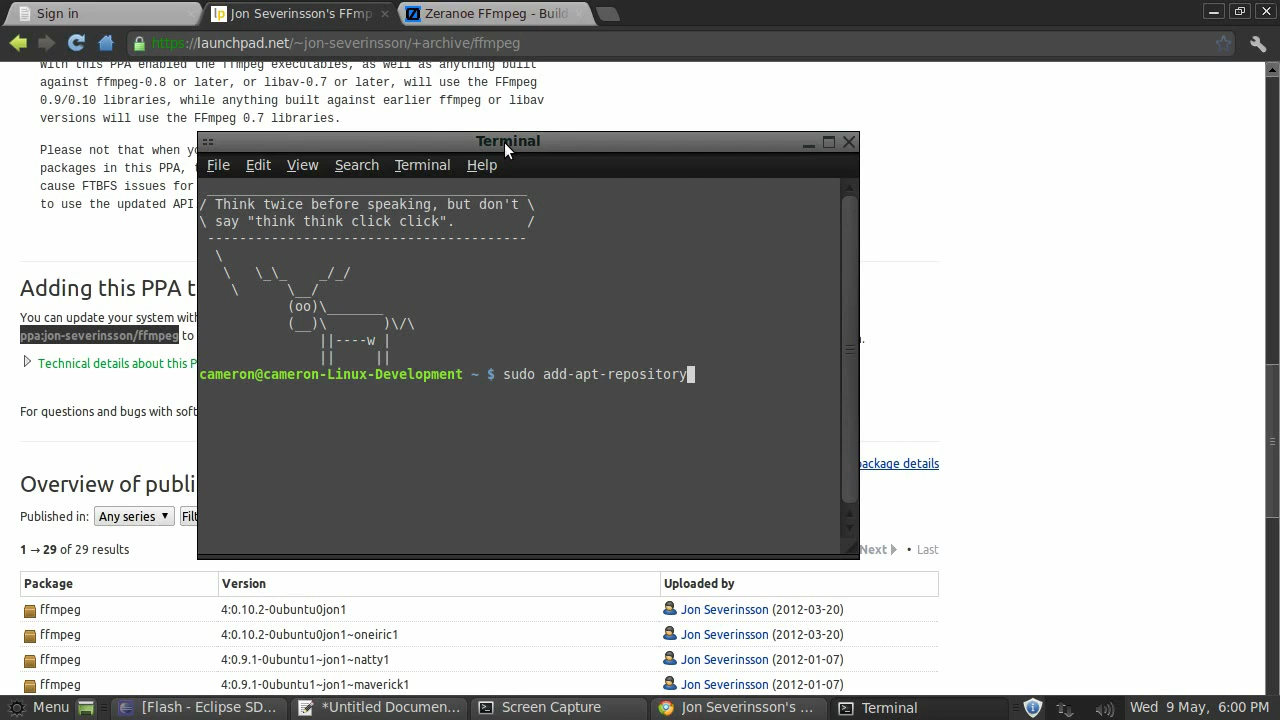 Sign in
Jon Severinsson's FFmp
Zeranoe FFmpeg - Build
https://launchpad.net/~jon-severinsson/+archive/ffmpeg
With this PPA enabled the ffmpeg executables, as well as anything built
against ffmpeg-0.8 or later, or libav-0.7 or later, will use the FFmpeg
0.9/0.10 libraries, while anything built against earlier ffmpeg or libav
versions will use the FFmpeg 0.7 libraries.
Please not that when yo
packages in this PPA,
cause FTBFS issues for
to use the updated API
Terminal
File Edit View Search Terminal Help
_______________________________________
/ Think twice before speaking, but don't \
\ say "think think click click". /
----------------------------------------
\
\ \_\_ _/_/
\ \__/
(oo)\_______
(__)\ )\/\
||----w |
|| ||
cameron@cameron-Linux-Development ~ $ sudo add-apt-repository
Adding this PPA t
You can update your system with
ppa:jon-severinsson/ffmpeg to
Technical details about this P
For questions and bugs with soft
package details
Overview of publi
Published in: Any series Filt
1 → 29 of 29 results
Next • Last
Package Version Uploaded by
ffmpeg 4:0.10.2-0ubuntu0jon1 Jon Severinsson (2012-03-20)
ffmpeg 4:0.10.2-0ubuntu0jon1~oneiric1 Jon Severinsson (2012-03-20)
ffmpeg 4:0.9.1-0ubuntu1~jon1~natty1 Jon Severinsson (2012-01-07)
ffmpeg 4:0.9.1-0ubuntu1~jon1~maverick1 Jon Severinsson (2012-01-07)
Menu [Flash - Eclipse SD... *Untitled Documen... Screen Capture Jon Severinsson's ... Terminal Wed 9 May, 6:00 PM